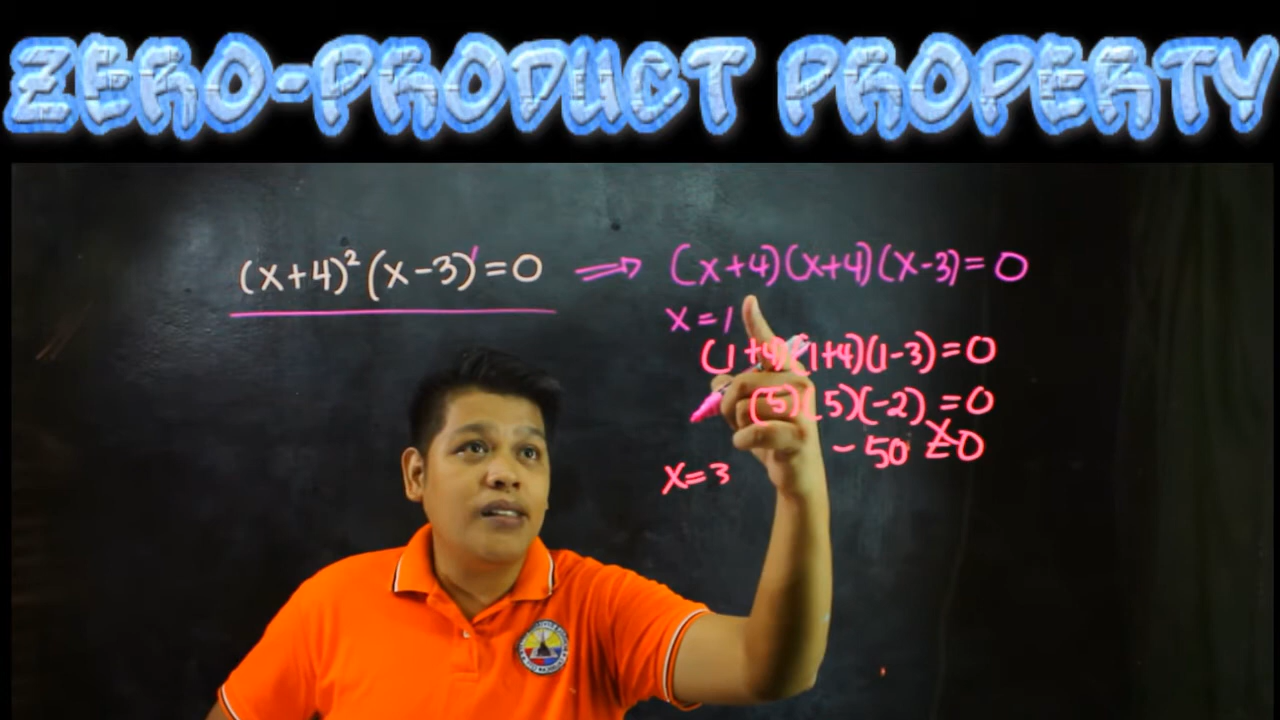 ZERO-PRODUCT PROPERTY
(x+4)²(x-3)¹=0 ⇒ (x+4)(x+4)(x-3)=0
x=1
(1+4)(1+4)(1-3)=0
(5)(5)(-2)=0
-50≠0
x=3